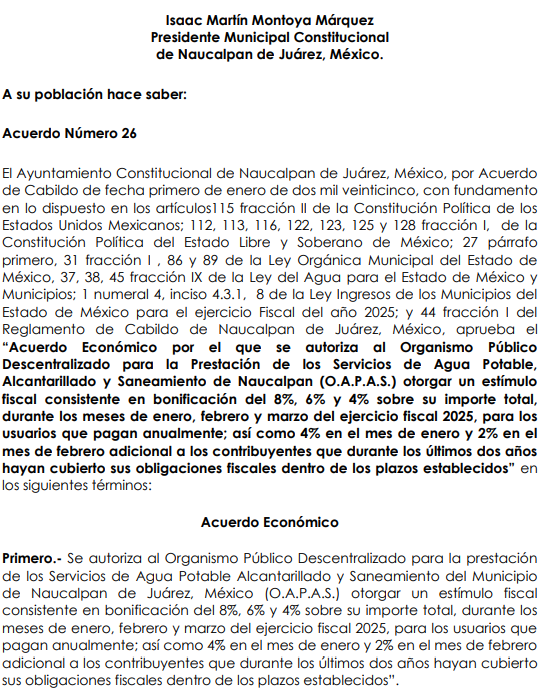 Isaac Martín Montoya Márquez
Presidente Municipal Constitucional
de Naucalpan de Juárez, México.
A su población hace saber:
Acuerdo Número 26
El Ayuntamiento Constitucional de Naucalpan de Juárez, México, por Acuerdo
de Cabildo de fecha primero de enero de dos mil veinticinco, con fundamento
en lo dispuesto en los artículos115 fracción II de la Constitución Política de los
Estados Unidos Mexicanos; 112, 113, 116, 122, 123, 125 y 128 fracción I, de la
Constitución Política del Estado Libre y Soberano de México; 27 párrafo
primero, 31 fracción I , 86 y 89 de la Ley Orgánica Municipal del Estado de
México, 37, 38, 45 fracción IX de la Ley del Agua para el Estado de México y
Municipios; 1 numeral 4, inciso 4.3.1, 8 de la Ley Ingresos de los Municipios del
Estado de México para el ejercicio Fiscal del año 2025; y 44 fracción I del
Reglamento de Cabildo de Naucalpan de Juárez, México, aprueba el
“Acuerdo Económico por el que se autoriza al Organismo Público
Descentralizado para la Prestación de los Servicios de Agua Potable,
Alcantarillado y Saneamiento de Naucalpan (O.A.P.A.S.) otorgar un estímulo
fiscal consistente en bonificación del 8%, 6% y 4% sobre su importe total,
durante los meses de enero, febrero y marzo del ejercicio fiscal 2025, para los
usuarios que pagan anualmente; así como 4% en el mes de enero y 2% en el
mes de febrero adicional a los contribuyentes que durante los últimos dos años
hayan cubierto sus obligaciones fiscales dentro de los plazos establecidos” en
los siguientes términos:
Acuerdo Económico
Primero.- Se autoriza al Organismo Público Descentralizado para la prestación
de los Servicios de Agua Potable Alcantarillado y Saneamiento del Municipio
de Naucalpan de Juárez, México (O.A.P.A.S.) otorgar un estímulo fiscal
consistente en bonificación del 8%, 6% y 4% sobre su importe total, durante los
meses de enero, febrero y marzo del ejercicio fiscal 2025, para los usuarios que
pagan anualmente; así como 4% en el mes de enero y 2% en el mes de febrero
adicional a los contribuyentes que durante los últimos dos años hayan cubierto
sus obligaciones fiscales dentro de los plazos establecidos”.